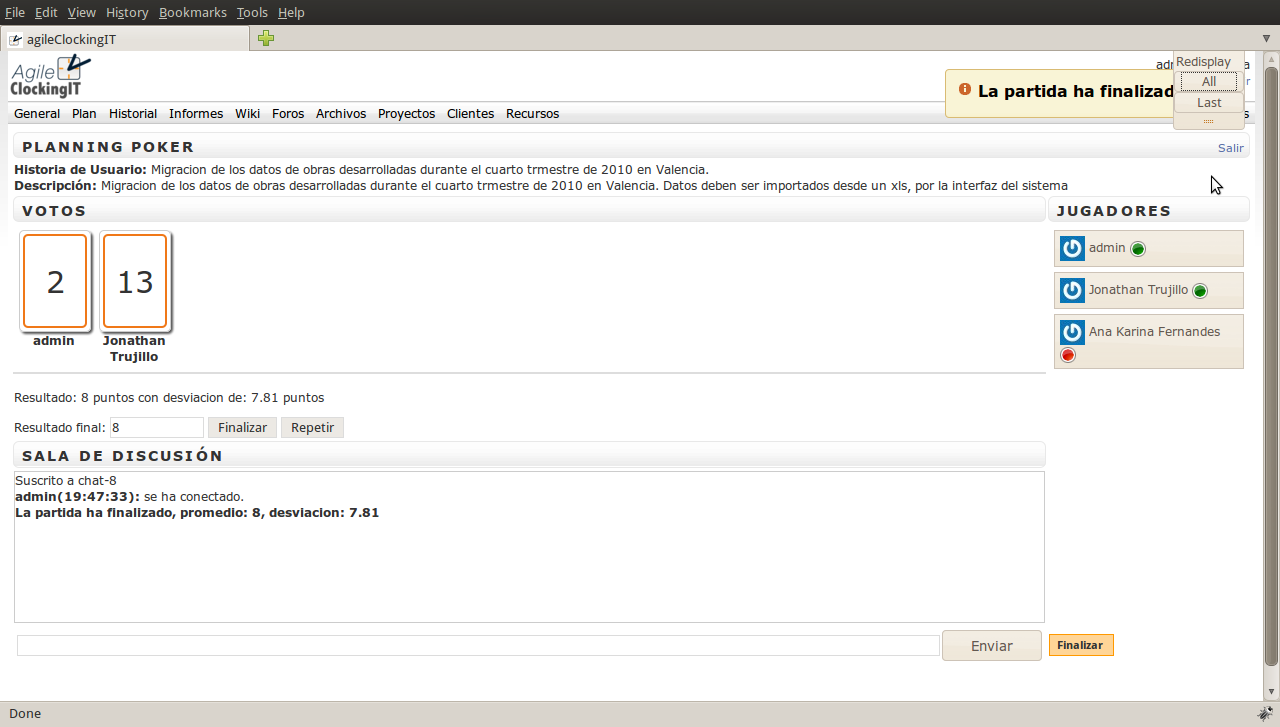 File Edit View History Bookmarks Tools Help
agileClockingIT
Agile
ClockingIT
Redisplay
All
Last
La partida ha finalizad
General Plan Historial Informes Wiki Foros Archivos Proyectos Clientes Recursos
PLANNING POKER
Salir
Historia de Usuario: Migracion de los datos de obras desarrolladas durante el cuarto trmestre de 2010 en Valencia.
Descripción: Migracion de los datos de obras desarrolladas durante el cuarto trmestre de 2010 en Valencia. Datos deben ser importados desde un xls, por la interfaz del sistema
VOTOS
2 13
admin Jonathan
Trujillo
JUGADORES
admin
Jonathan Trujillo
Ana Karina Fernandes
Resultado: 8 puntos con desviacion de: 7.81 puntos
Resultado final: 8 Finalizar Repetir
SALA DE DISCUSIÓN
Suscrito a chat-8
admin(19:47:33): se ha conectado.
La partida ha finalizado, promedio: 8, desviacion: 7.81
Enviar Finalizar
Done